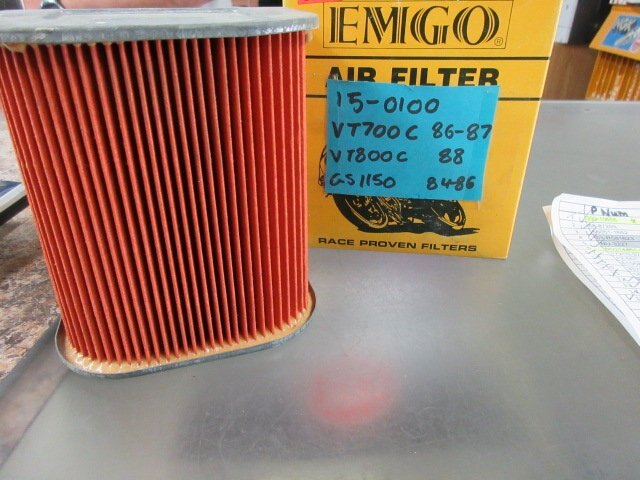 EMGO®
AIR FILTER
15-0100
VT700C 86-87
VT800C 88
GS1150 84-86
RACE PROVEN FILTERS
P Num